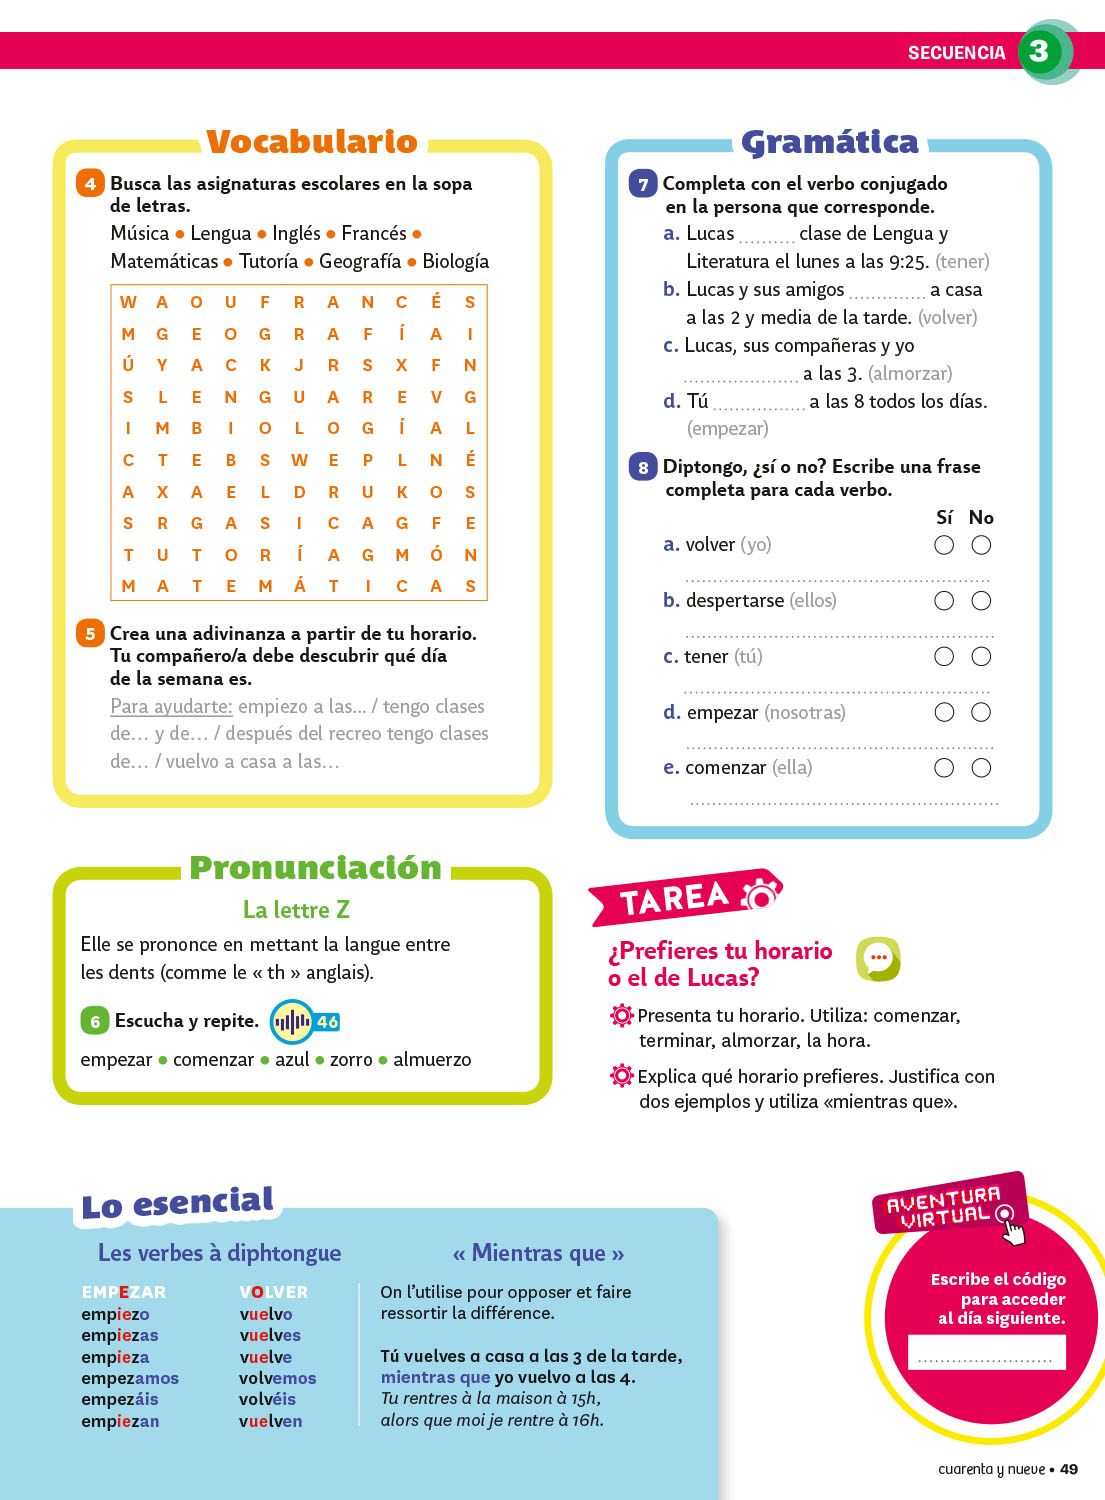 SECUENCIA 3
Vocabulario
4 Busca las asignaturas escolares en la sopa
de letras.
Música • Lengua • Inglés • Francés •
Matemáticas • Tutoría • Geografía • Biología
W A O U F R A N C É S
M G E O G R A F Í A I
Ú Y A C K J R S X F N
S L E N G U A R E V G
I M B I O L O G Í A L
C T E B S W E P L N É
A X A E L D R U K O S
S R G A S I C A G F E
T U T O R Í A G M Ó N
M A T E M Á T I C A S
5 Crea una adivinanza a partir de tu horario.
Tu compañero/a debe descubrir qué día
de la semana es.
Para ayudarte: empiezo a las... / tengo clases
de... y de... / después del recreo tengo clases
de... / vuelvo a casa a las...
Pronunciación
La lettre Z
Elle se prononce en mettant la langue entre
les dents (comme le « th » anglais).
6 Escucha y repite. 46
empezar • comenzar • azul • zorro • almuerzo
Gramática
7 Completa con el verbo conjugado
en la persona que corresponde.
a. Lucas .......... clase de Lengua y
Literatura el lunes a las 9:25. (tener)
b. Lucas y sus amigos .............. a casa
a las 2 y media de la tarde. (volver)
c. Lucas, sus compañeras y yo
..................... a las 3. (almorzar)
d. Tú ................. a las 8 todos los días.
(empezar)
8 Diptongo, ¿sí o no? Escribe una frase
completa para cada verbo.
Sí No
a. volver (yo)
........................................................
b. despertarse (ellos)
........................................................
c. tener (tú)
........................................................
d. empezar (nosotras)
........................................................
e. comenzar (ella)
........................................................
TAREA
¿Prefieres tu horario
o el de Lucas?
Presenta tu horario. Utiliza: comenzar,
terminar, almorzar, la hora.
Explica qué horario prefieres. Justifica con
dos ejemplos y utiliza «mientras que».
Lo esencial
Les verbes à diphtongue
EMPEZAR VOLVER
empiezo vuelvo
empiezas vuelves
empieza vuelve
empezamos volvemos
empezáis volvéis
empiezan vuelven
« Mientras que »
On l'utilise pour opposer et faire
ressortir la différence.
Tú vuelves a casa a las 3 de la tarde,
mientras que yo vuelvo a las 4.
Tu rentres à la maison à 15h,
alors que moi je rentre à 16h.
AVENTURA
VIRTUAL
Escribe el código
para acceder
al día siguiente.
........................
cuarenta y nueve • 49